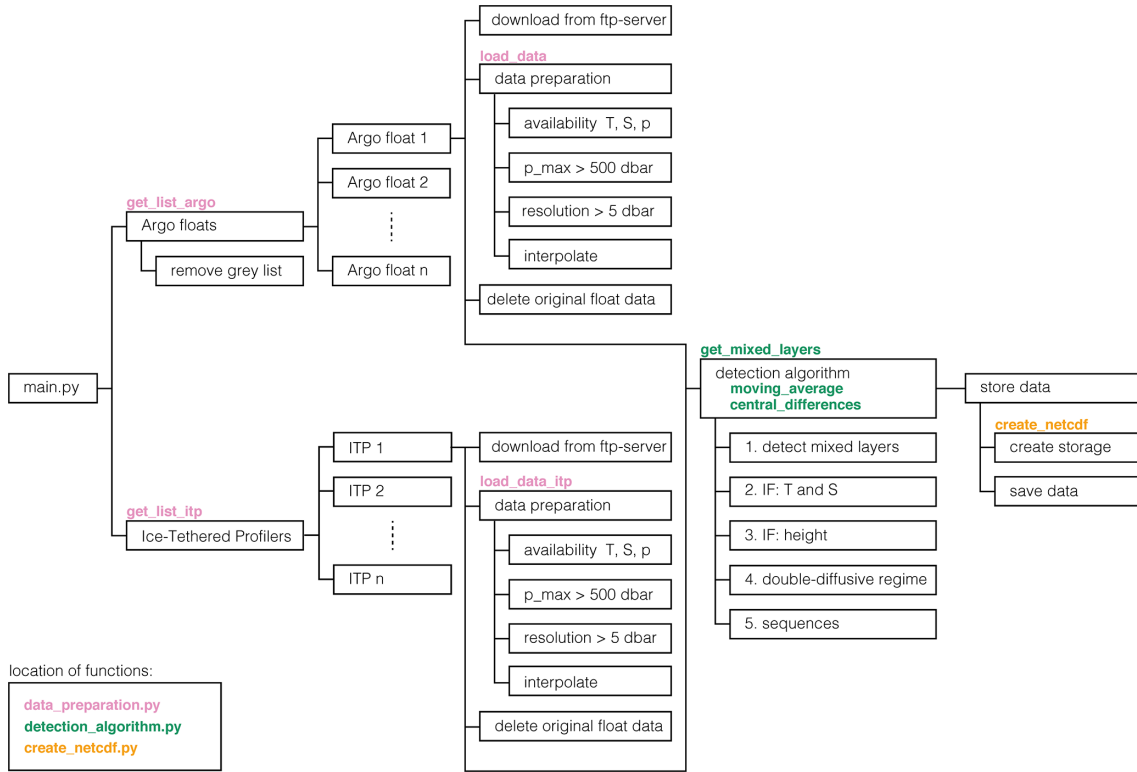 main.py
get_list_argo
Argo floats
remove grey list
Argo float 1
Argo float 2
Argo float n
download from ftp-server
load_data
data preparation
availability T, S, p
p_max > 500 dbar
resolution > 5 dbar
interpolate
delete original float data
get_list_itp
Ice-Tethered Profilers
ITP 1
ITP 2
ITP n
download from ftp-server
load_data_itp
data preparation
availability T, S, p
p_max > 500 dbar
resolution > 5 dbar
interpolate
delete original float data
get_mixed_layers
detection algorithm
moving_average
central_differences
1. detect mixed layers
2. IF: T and S
3. IF: height
4. double-diffusive regime
5. sequences
store data
create_netcdf
create storage
save data
location of functions:
data_preparation.py
detection_algorithm.py
create_netcdf.py